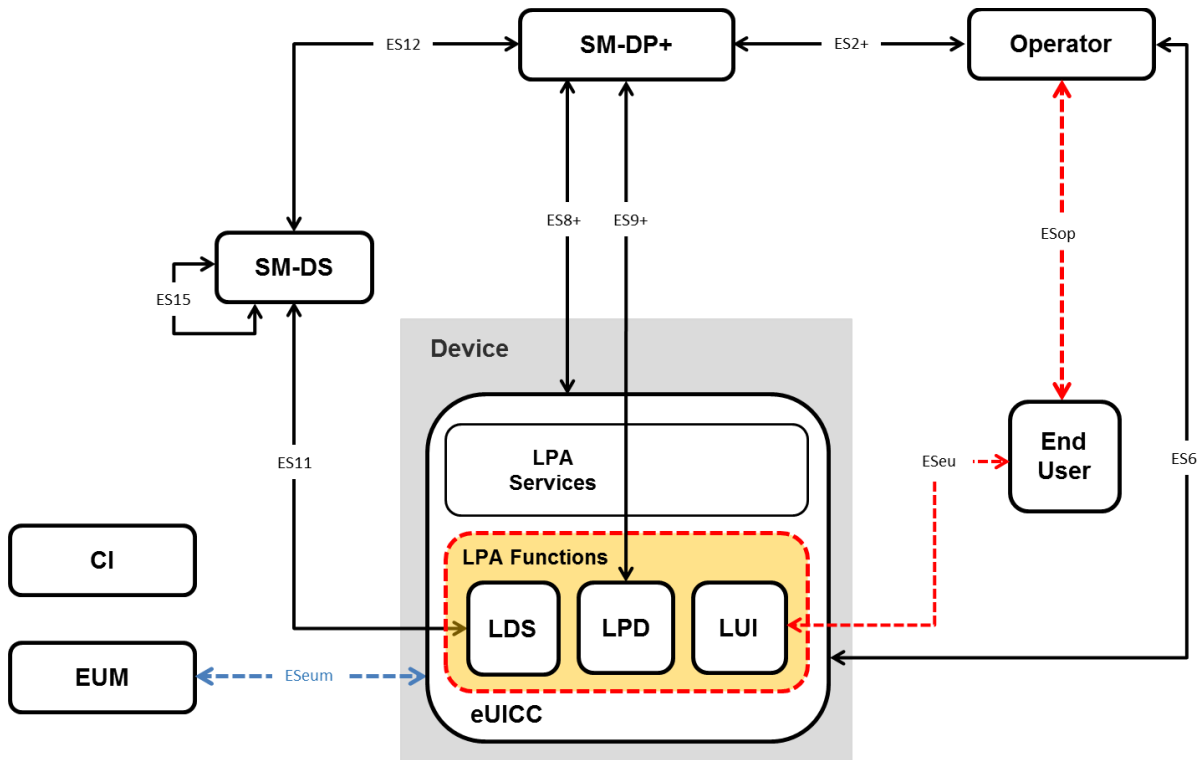 ES12
SM-DP+
ES2+
Operator
ES8+
ES9+
ESop
SM-DS
ES15
Device
End
User
ES11
LPA
Services
ESeu
ES6
CI
LPA Functions
LDS
LPD
LUI
EUM
ESeum
eUICC